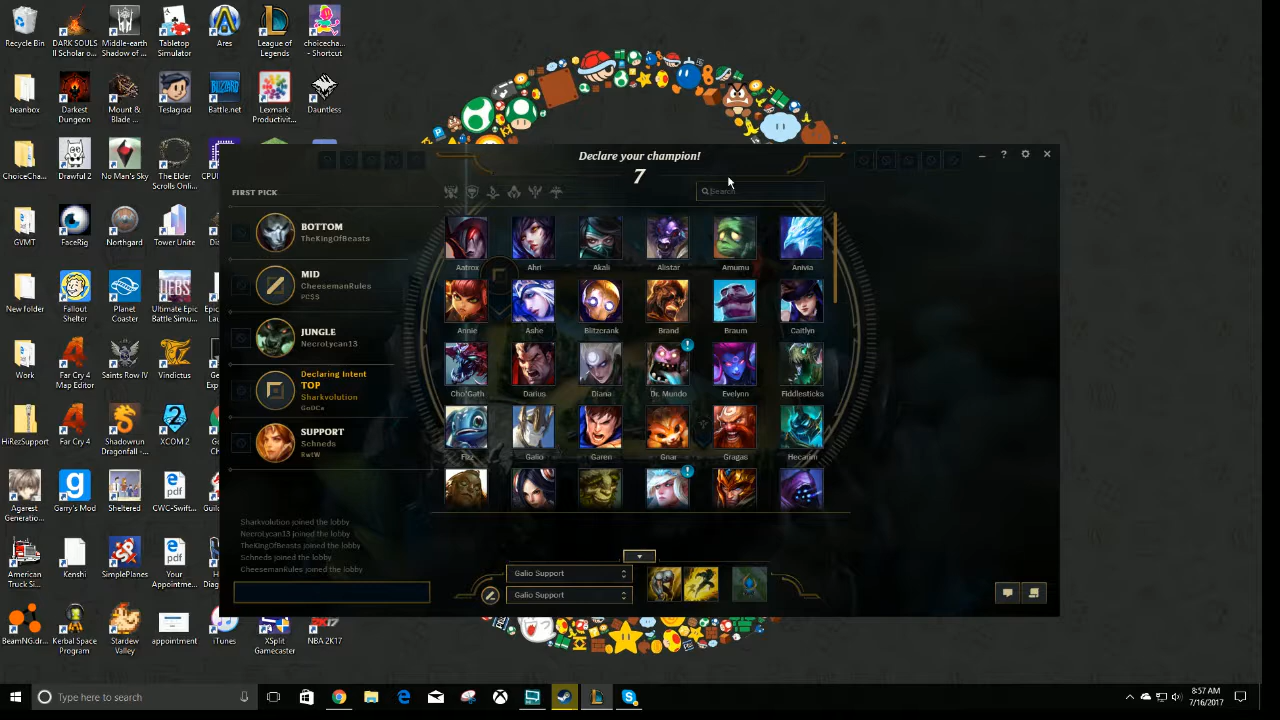 Recycle Bin
DARK SOULS
II Scholar o...
Middle-earth
Shadow of ...
Tabletop
Simulator
Ares
League of
Legends
choicecha...
- Shortcut
beanbox
Darkest
Dungeon
Mount &
Blade ...
Teslagrad
Battle.net
Lexmark
Productivit...
Dauntless
ChoiceCha...
Drawful 2
No Man's Sky
The Elder
Scrolls Onli...
GVMT
FaceRig
Northgard
Tower Unite
New folder
Fallout
Shelter
Planet
Coaster
Ultimate Epic
Battle Simu...
Work
Far Cry 4
Map Editor
Saints Row IV
Invictus
HiRezSupport
Far Cry 4
Shadowrun
Dragonfall -...
XCOM 2
Agarest
Generatio...
Garry's Mod
Sheltered
CWC-Swift...
American
Truck Si...
Kenshi
SimplePlanes
Your
Appointme...
BeamNG.dr...
Kerbal Space
Program
Stardew
Valley
appointment
iTunes
XSplit
Gamecaster
NBA 2K17
Declare your champion!
7
FIRST PICK
Search
BOTTOM
TheKingOfBeasts
MID
CheesemanRules
PCSS
JUNGLE
NecroLycan13
Declaring Intent
TOP
Sharkvolution
GoDCs
SUPPORT
Schneds
RwtW
Aatrox
Ahri
Akali
Alistar
Amumu
Anivia
Annie
Ashe
Blitzcrank
Brand
Braum
Caitlyn
Cho'Gath
Darius
Diana
Dr. Mundo
Evelynn
Fiddlesticks
Fizz
Galio
Garen
Gnar
Gragas
Hecarim
Sharkvolution joined the lobby
NecroLycan13 joined the lobby
TheKingOfBeasts joined the lobby
Schneds joined the lobby
CheesemanRules joined the lobby
Galio Support
Galio Support
Type here to search
8:57 AM
7/16/2017